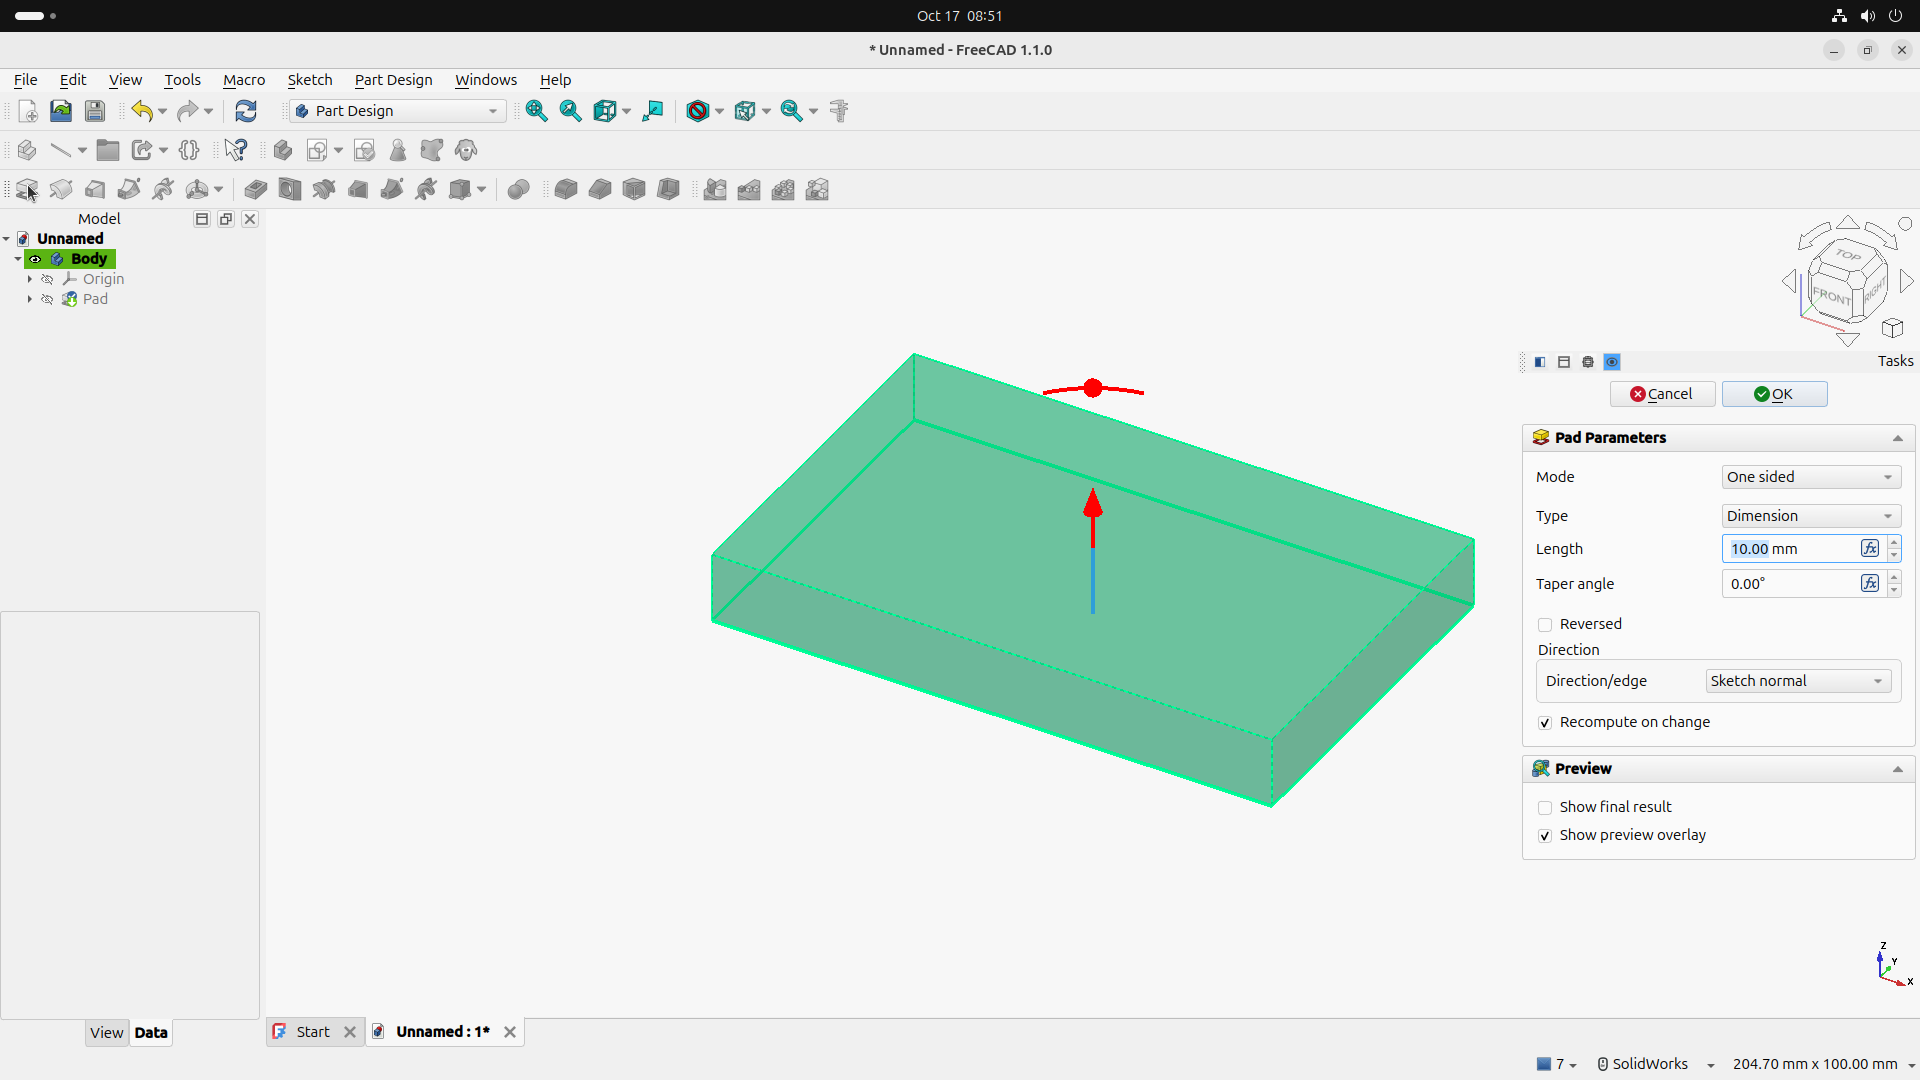 Oct 17 08:51
* Unnamed - FreeCAD 1.1.0
File Edit View Tools Macro Sketch Part Design Windows Help
Part Design
Model
Unnamed
Body
Origin
Pad
TOP
FRONT
RIGHT
Tasks
Cancel OK
Pad Parameters
Mode One sided
Type Dimension
Length 10.00 mm
Taper angle 0.00°
Reversed
Direction
Direction/edge Sketch normal
Recompute on change
Preview
Show final result
Show preview overlay
Z
Y
X
View Data
Start
Unnamed : 1*
7 SolidWorks 204.70 mm x 100.00 mm